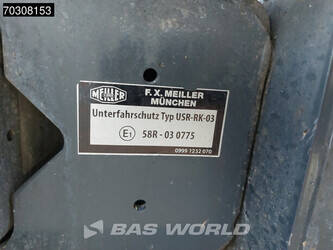 70308153
MEILLER
F. X. MEILLER
MÜNCHEN
Unterfahrschutz Typ USR-RK-03
E1 58R - 03 0775
0999 1232 070
BAS WORLD